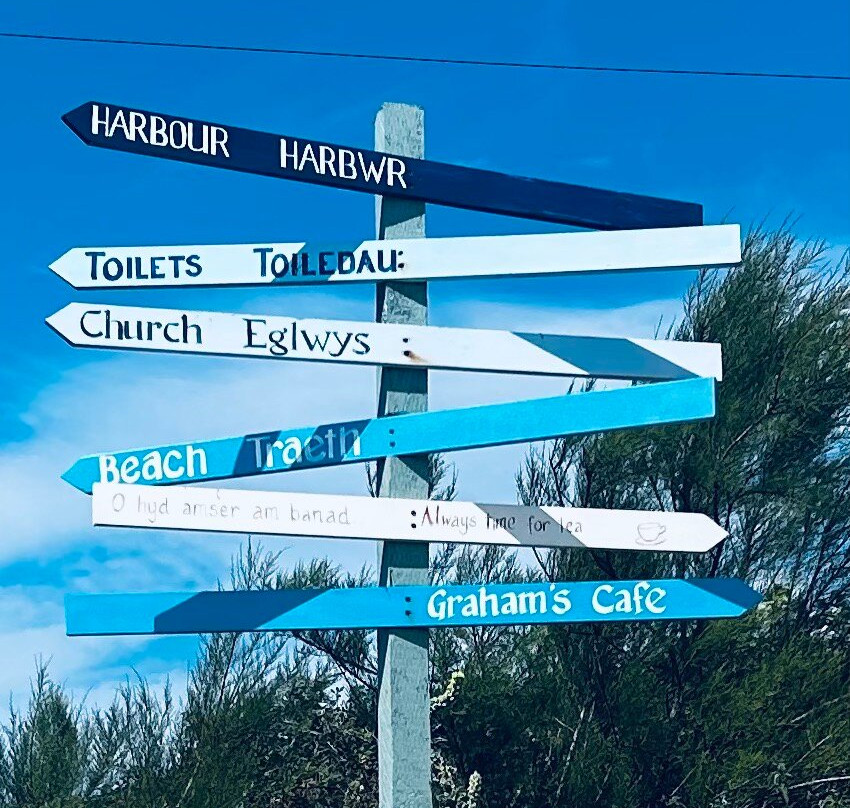 HARBOUR HARBWR
TOILETS TOILEDAU
Church Eglwys
Beach Traeth
O hyd amser am banad Always time for tea
Graham's Cafe